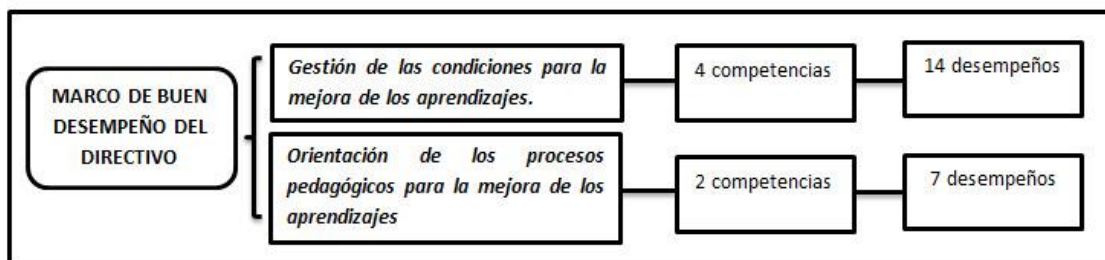 MARCO DE BUEN
DESEMPEÑO DEL
DIRECTIVO
Gestión de las condiciones para la
mejora de los aprendizajes.
4 competencias
14 desempeños
Orientación de los procesos
pedagógicos para la mejora de los
aprendizajes
2 competencias
7 desempeños